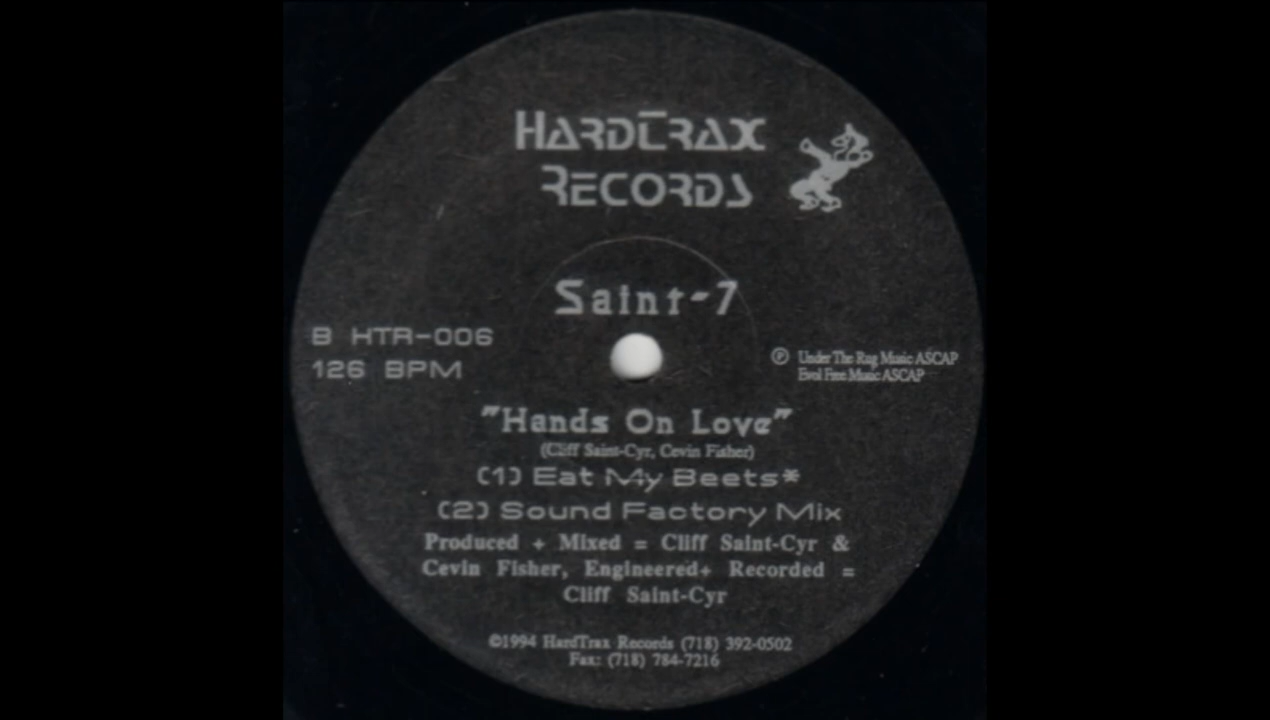 HARDTRAX
RECORDS
Saint-7
B HTR-006
126 BPM
℗ Under The Rug Music ASCAP
Evol Fine Music ASCAP
"Hands On Love"
(Cliff Saint-Cyr, Cevin Fisher)
(1) Eat My Beets*
(2) Sound Factory Mix
Produced + Mixed = Cliff Saint-Cyr &
Cevin Fisher, Engineered+ Recorded =
Cliff Saint-Cyr
©1994 HardTrax Records (718) 392-0502
Fax: (718) 784-7216